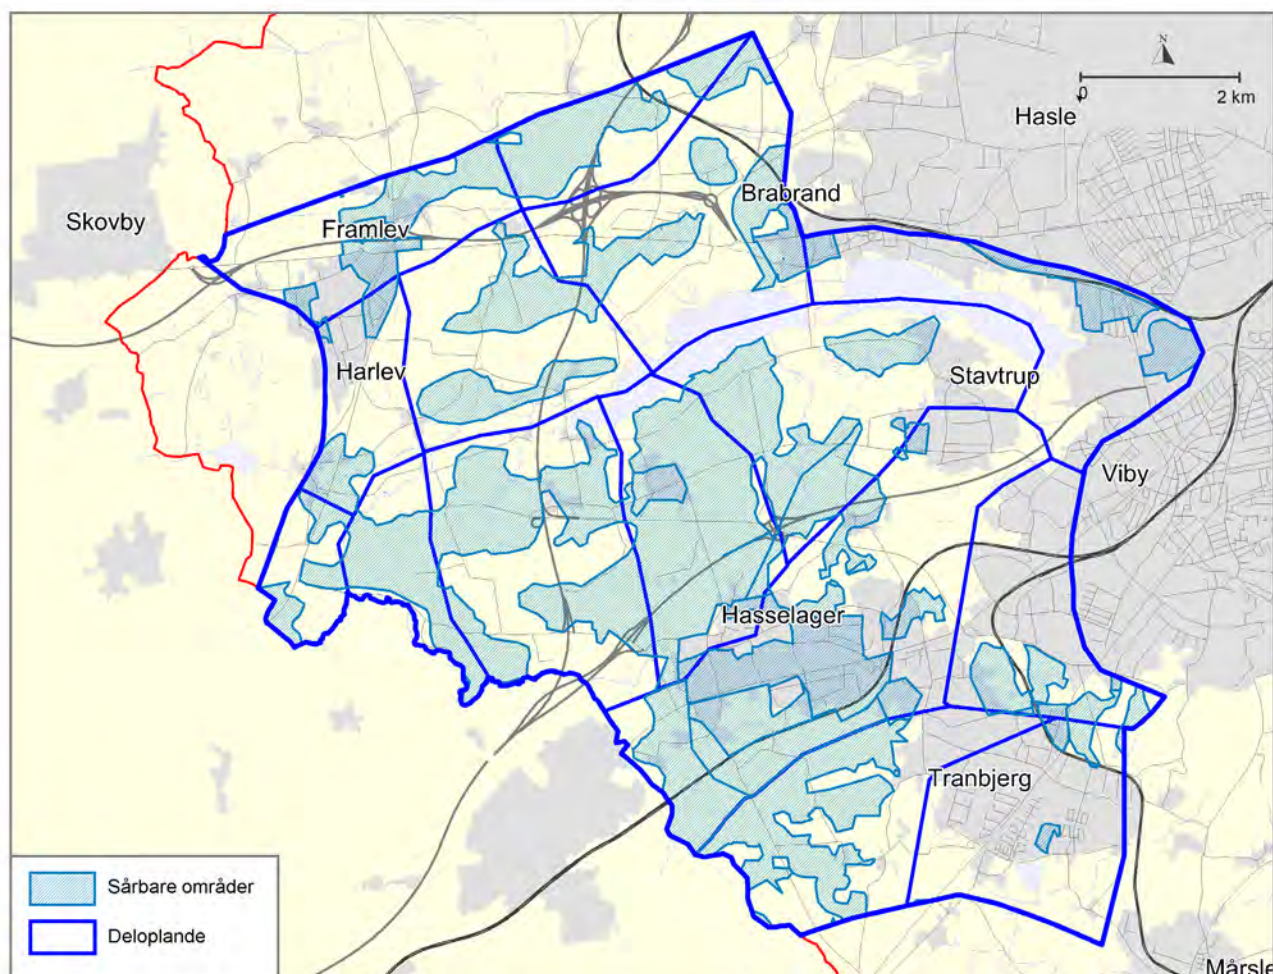 N
0
2 km
Hasle
Brabrand
Skovby
Framlev
Harlev
Stavtrup
Viby
Hasselager
Tranbjerg
Sårbare områder
Deloplande
Mårsle